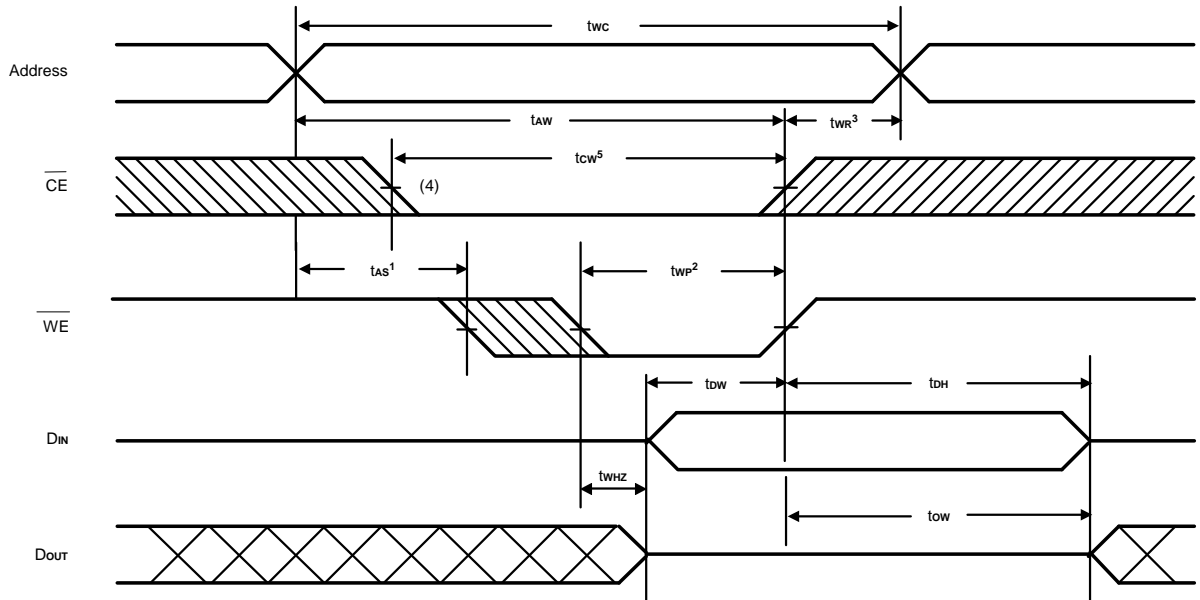 twc
Address
tAW
tWR3
tCW5
CE
(4)
tAS1
tWP2
WE
tDW
tDH
DIN
tWHZ
tOW
DOUT